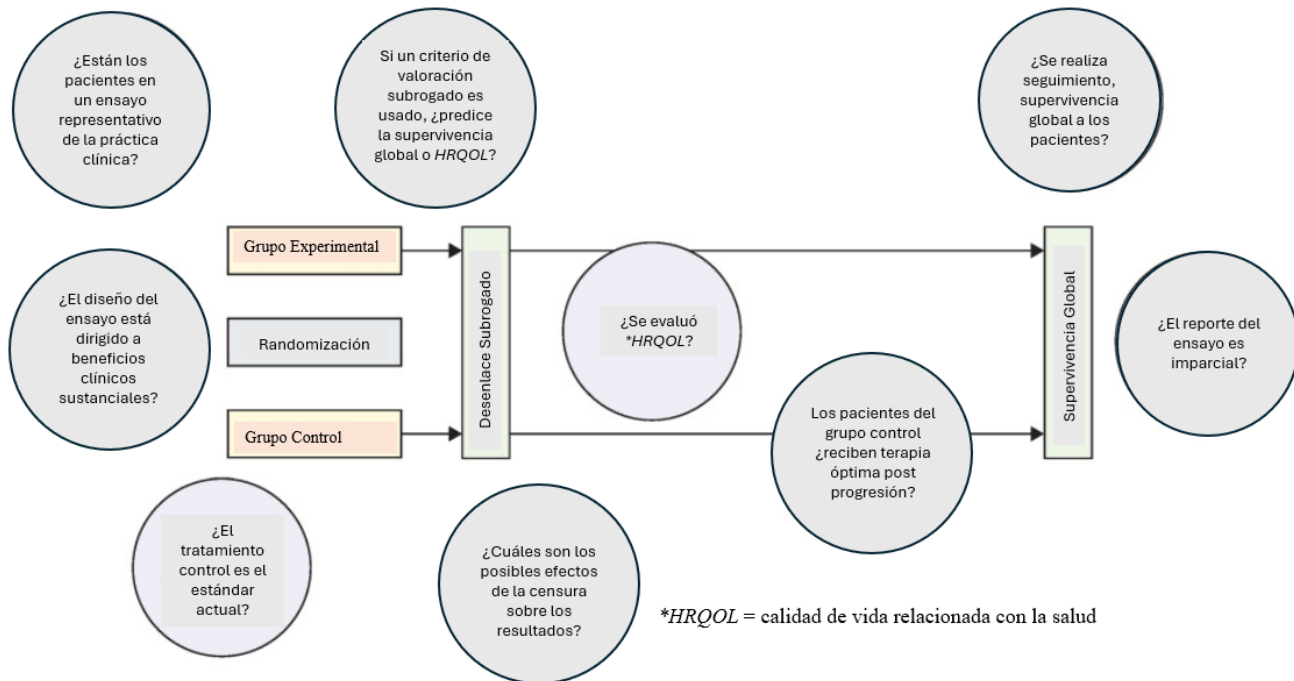 ¿Están los
pacientes en
un ensayo
representativo
de la práctica
clínica?
Si un criterio de
valoración
subrogado es
usado, ¿predice
la supervivencia
global o HRQOL?
¿Se realiza
seguimiento,
supervivencia
global a los
pacientes?
Grupo Experimental
¿El diseño del
ensayo está
dirigido a
beneficios
clínicos
sustanciales?
Randomización
Desenlace Subrogado
¿Se evaluó
*HRQOL?
Supervivencia Global
¿El reporte del
ensayo es
imparcial?
Grupo Control
Los pacientes del
grupo control
¿reciben terapia
óptima post
progresión?
¿El
tratamiento
control es el
estándar
actual?
¿Cuáles son los
posibles efectos
de la censura
sobre los
resultados?
*HRQOL = calidad de vida relacionada con la salud